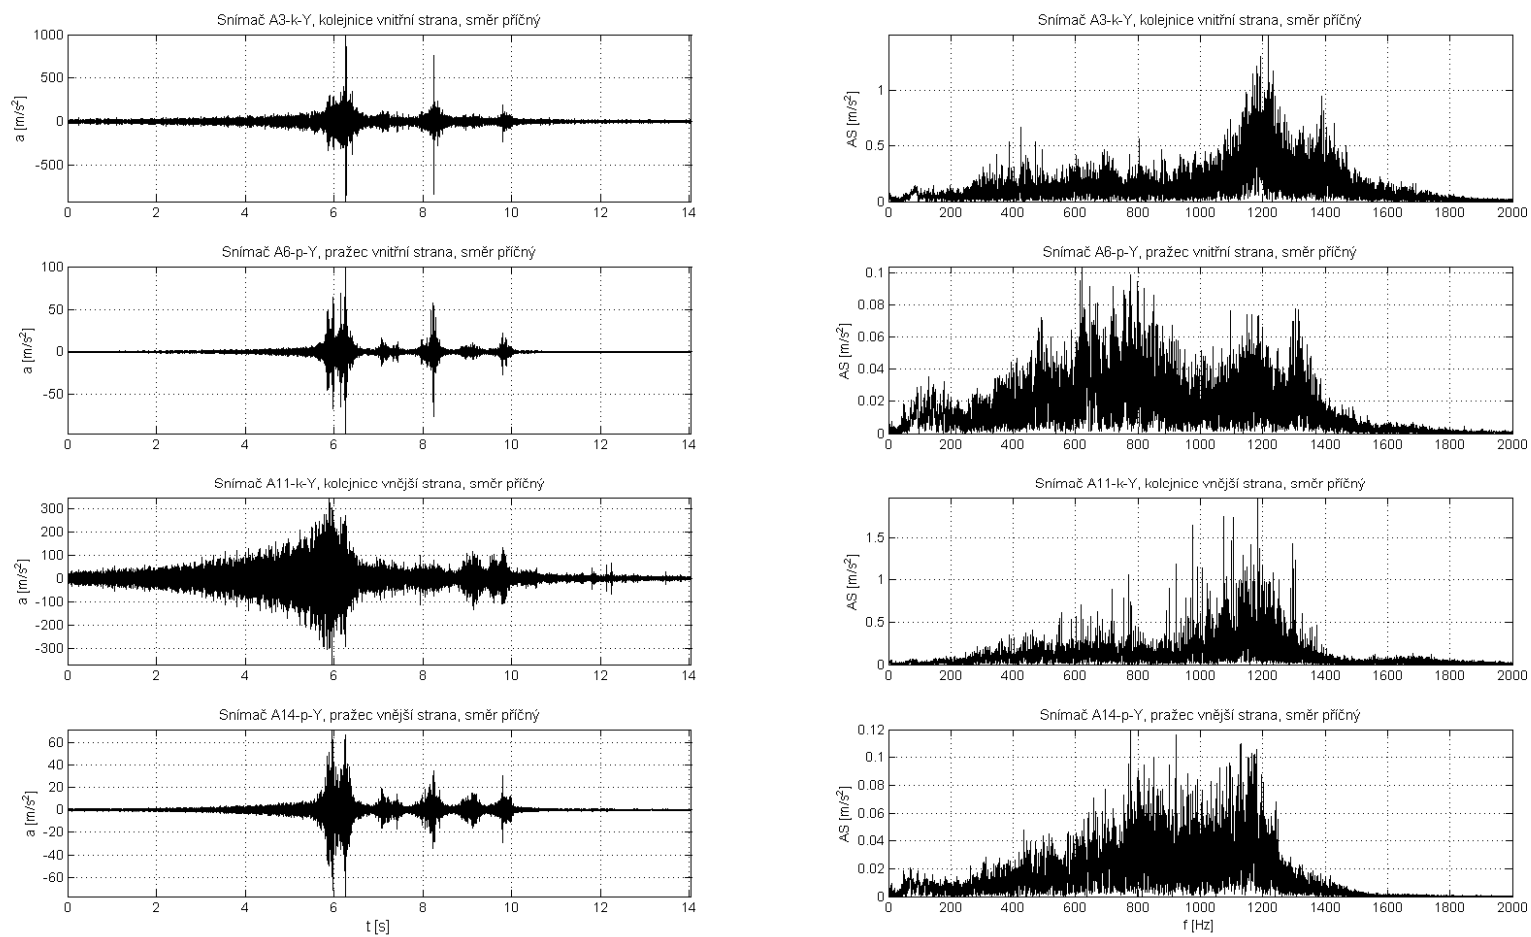 Snímač A3-k-Y, kolejnice vnitřní strana, směr příčný
1000
500
0
-500
a [m/s²]
0 2 4 6 8 10 12 14
Snímač A3-k-Y, kolejnice vnitřní strana, směr příčný
1
0.5
0
AS [m/s²]
0 200 400 600 800 1000 1200 1400 1600 1800 2000
Snímač A6-p-Y, pražec vnitřní strana, směr příčný
100
50
0
-50
a [m/s²]
0 2 4 6 8 10 12 14
Snímač A6-p-Y, pražec vnitřní strana, směr příčný
0.1
0.08
0.06
0.04
0.02
0
AS [m/s²]
0 200 400 600 800 1000 1200 1400 1600 1800 2000
Snímač A11-k-Y, kolejnice vnější strana, směr příčný
300
200
100
0
-100
-200
-300
a [m/s²]
0 2 4 6 8 10 12 14
Snímač A11-k-Y, kolejnice vnější strana, směr příčný
1.5
1
0.5
0
AS [m/s²]
0 200 400 600 800 1000 1200 1400 1600 1800 2000
Snímač A14-p-Y, pražec vnější strana, směr příčný
60
40
20
0
-20
-40
-60
a [m/s²]
0 2 4 6 8 10 12 14
t [s]
Snímač A14-p-Y, pražec vnější strana, směr příčný
0.12
0.1
0.08
0.06
0.04
0.02
0
AS [m/s²]
0 200 400 600 800 1000 1200 1400 1600 1800 2000
f [Hz]